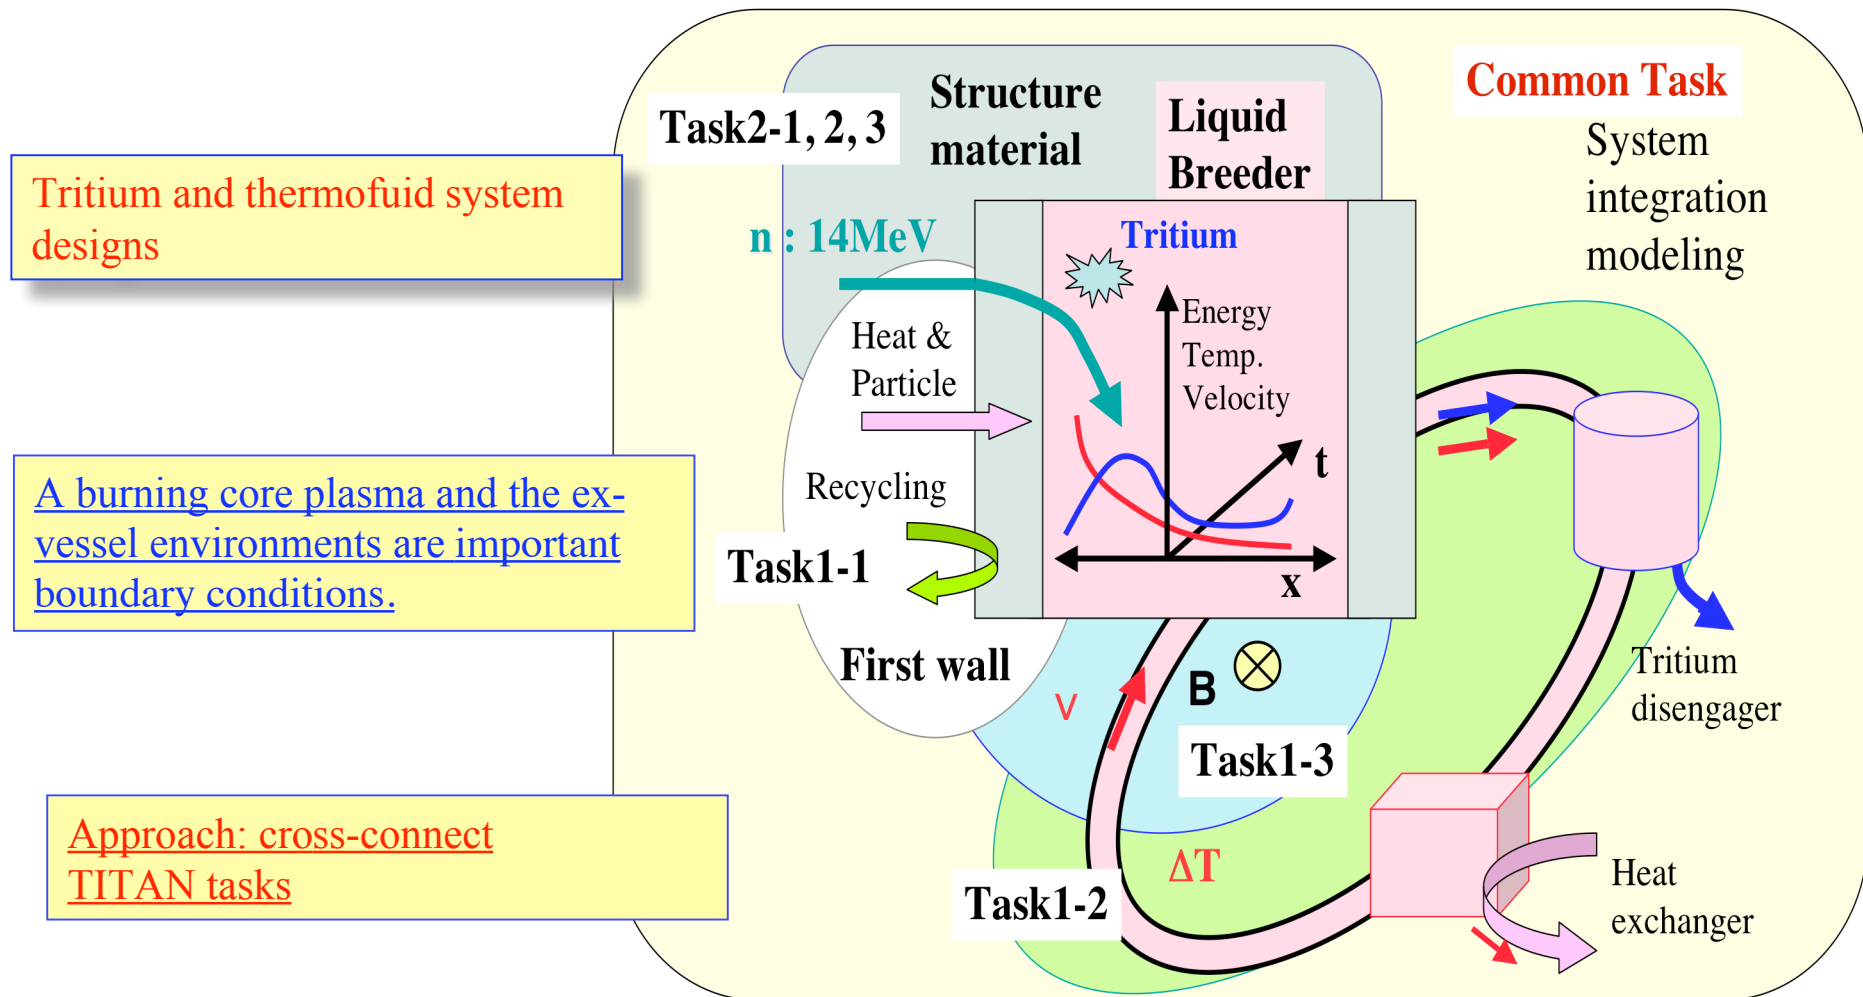 Tritium and thermofuid system
designs
A burning core plasma and the ex-
vessel environments are important
boundary conditions.
Approach: cross-connect
TITAN tasks
Task2-1, 2, 3
Structure
material
Liquid
Breeder
Common Task
System
integration
modeling
n : 14MeV
Tritium
Energy
Temp.
Velocity
Heat &
Particle
Recycling
t
x
Task1-1
First wall
v
B
Task1-3
Tritium
disengager
ΔT
Task1-2
Heat
exchanger